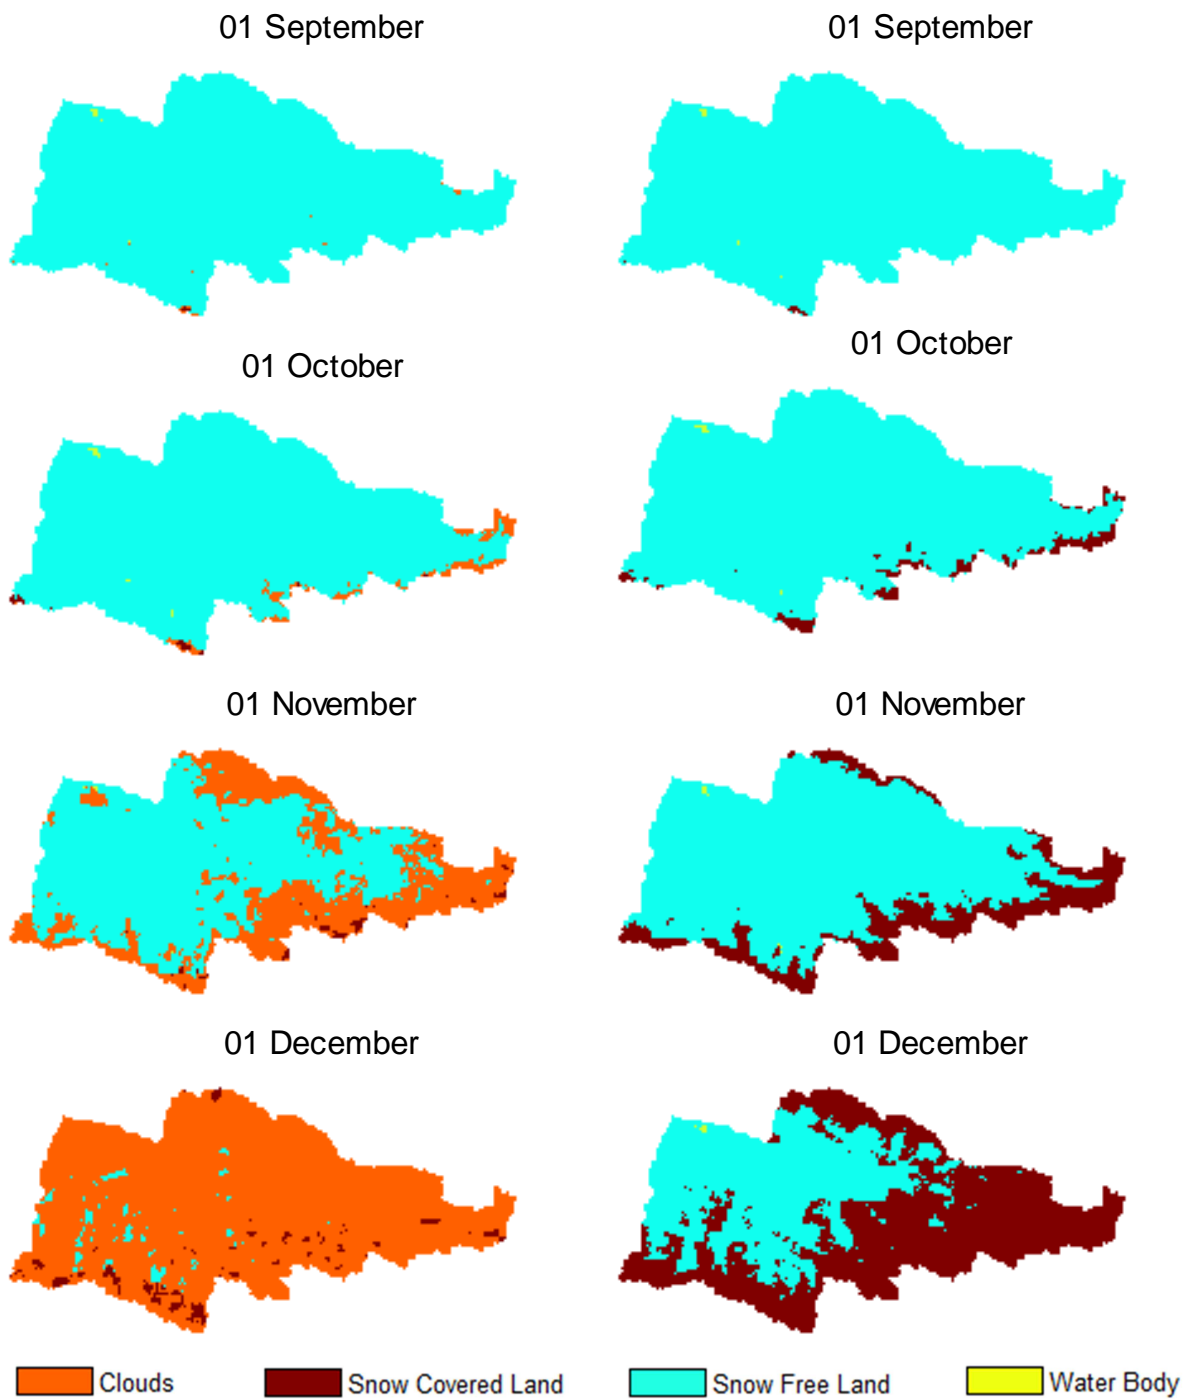 01 September
01 September
01 October
01 October
01 November
01 November
01 December
01 December
Clouds
Snow Covered Land
Snow Free Land
Water Body